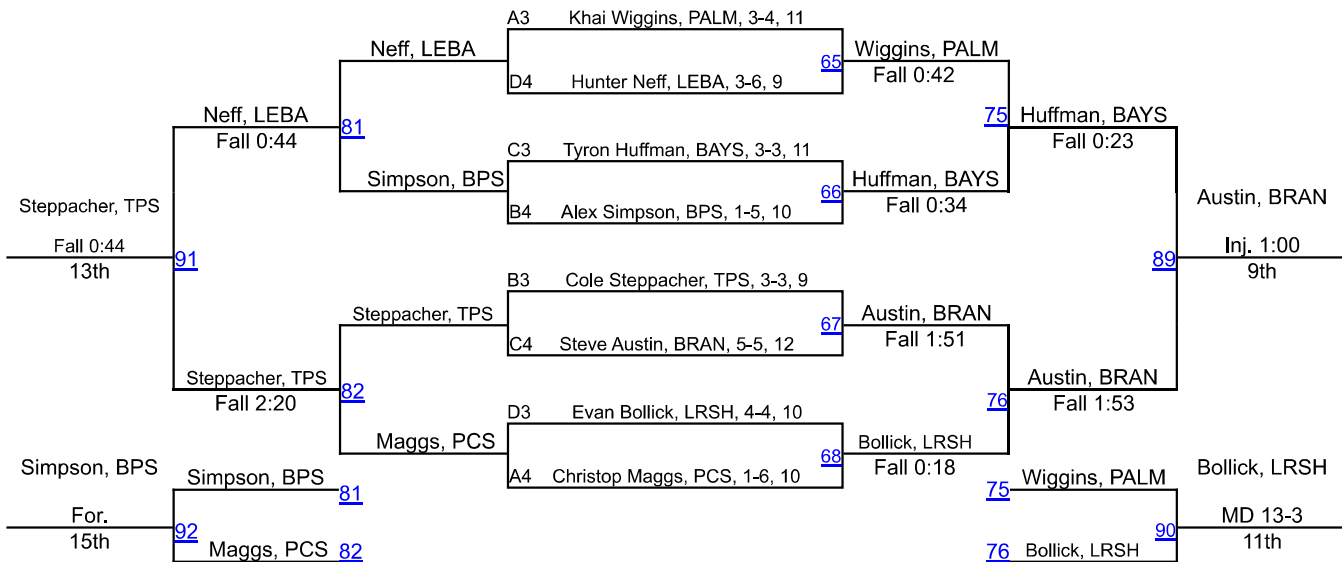 A3 Khai Wiggins, PALM, 3-4, 11
Neff, LEBA 65 Wiggins, PALM
Fall 0:42
D4 Hunter Neff, LEBA, 3-6, 9
Neff, LEBA 81 75 Huffman, BAYS
Fall 0:44 Fall 0:23
C3 Tyron Huffman, BAYS, 3-3, 11
Simpson, BPS 66 Huffman, BAYS
Fall 0:34
Steppacher, TPS Austin, BRAN
B4 Alex Simpson, BPS, 1-5, 10
Fall 0:44 91 89 Inj. 1:00
13th 9th
B3 Cole Steppacher, TPS, 3-3, 9
Steppacher, TPS 67 Austin, BRAN
Fall 1:51
C4 Steve Austin, BRAN, 5-5, 12
Steppacher, TPS 82 76 Austin, BRAN
Fall 2:20 Fall 1:53
D3 Evan Bollick, LRSH, 4-4, 10
Maggs, PCS 68 Bollick, LRSH
Fall 0:18
A4 Christop Maggs, PCS, 1-6, 10
Simpson, BPS Simpson, BPS 81 75 Wiggins, PALM Bollick, LRSH
For. 92 90 MD 13-3
15th 11th
Maggs, PCS 82 76 Bollick, LRSH